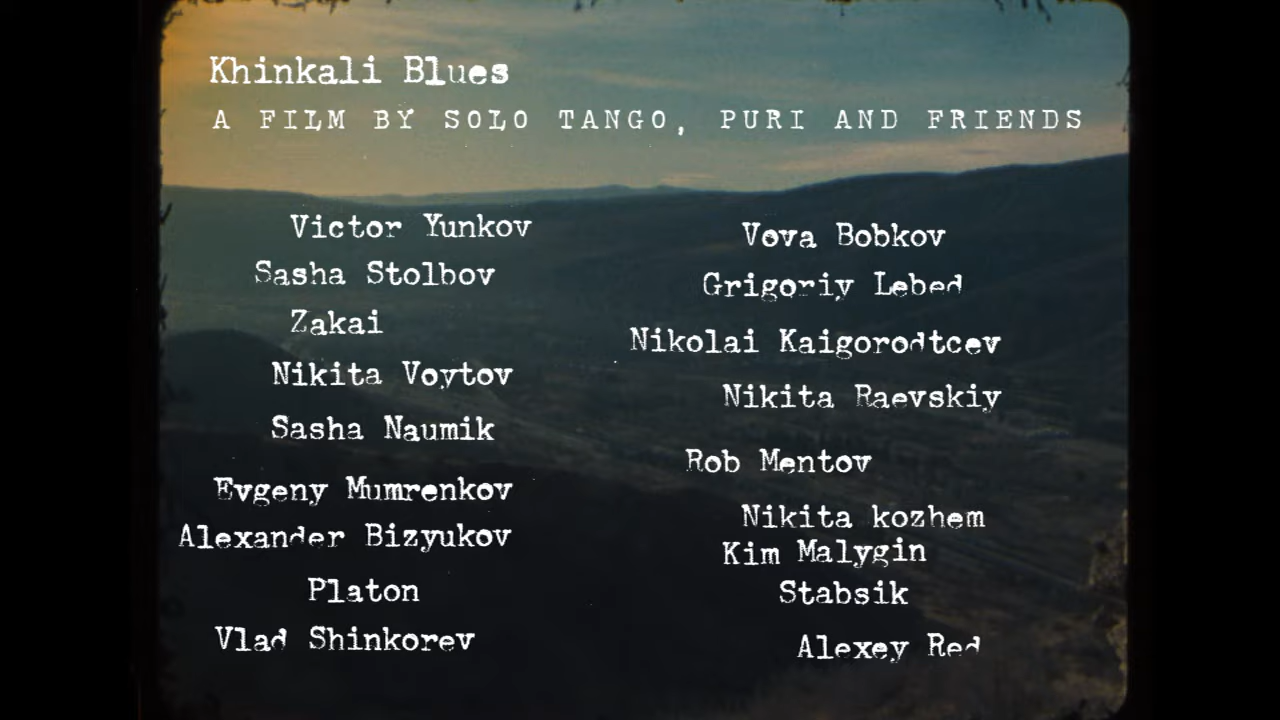 Khinkali Blues
A FILM BY SOLO TANGO, PURI AND FRIENDS
Victor Yunkov
Sasha Stolbov
Zakai
Nikita Voytov
Sasha Naumik
Evgeny Mumrenkov
Alexander Bizyukov
Platon
Vlad Shinkorev
Vova Bobkov
Grigoriy Lebed
Nikolai Kaigorodtcev
Nikita Raevskiy
Rob Mentov
Nikita kozhem
Kim Malygin
Stabsik
Alexey Red